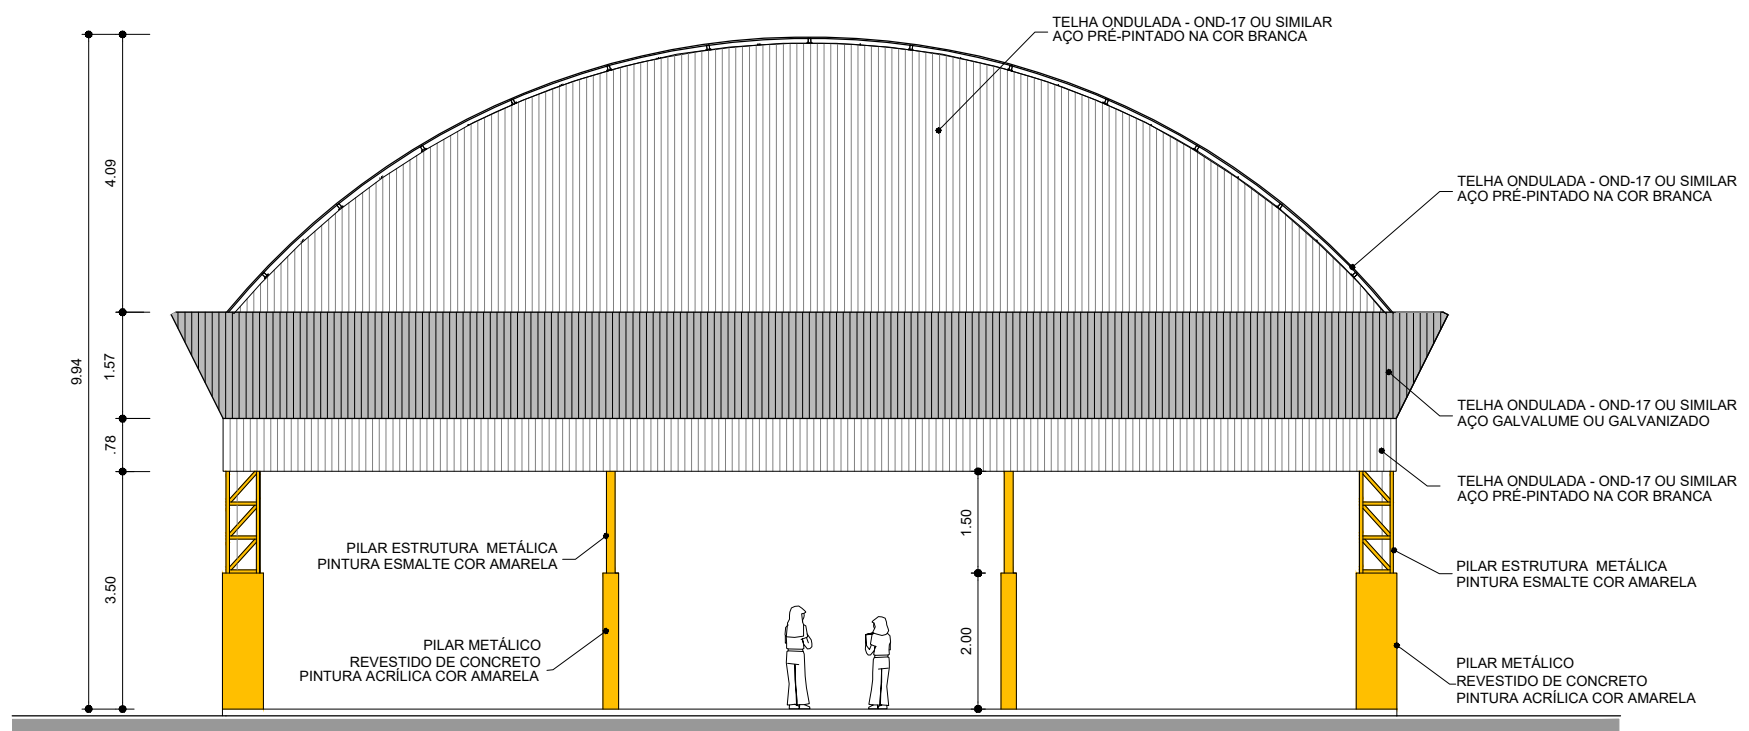 TELHA ONDULADA - OND-17 OU SIMILAR
AÇO PRÉ-PINTADO NA COR BRANCA
4.09
TELHA ONDULADA - OND-17 OU SIMILAR
AÇO PRÉ-PINTADO NA COR BRANCA
9.94
1.57
TELHA ONDULADA - OND-17 OU SIMILAR
AÇO GALVALUME OU GALVANIZADO
.78
TELHA ONDULADA - OND-17 OU SIMILAR
AÇO PRÉ-PINTADO NA COR BRANCA
1.50
PILAR ESTRUTURA METÁLICA
PINTURA ESMALTE COR AMARELA
PILAR ESTRUTURA METÁLICA
PINTURA ESMALTE COR AMARELA
3.50
2.00
PILAR METÁLICO
REVESTIDO DE CONCRETO
PINTURA ACRÍLICA COR AMARELA
PILAR METÁLICO
REVESTIDO DE CONCRETO
PINTURA ACRÍLICA COR AMARELA